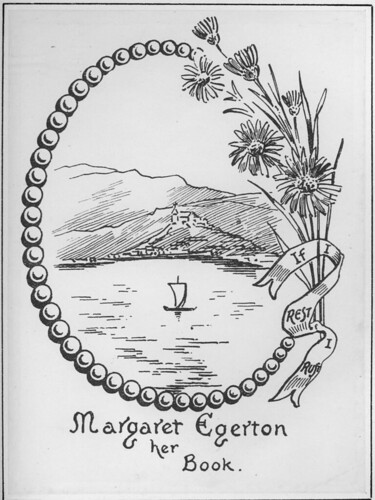 If I
REST
I
RUST
Margaret Egerton
her
Book.